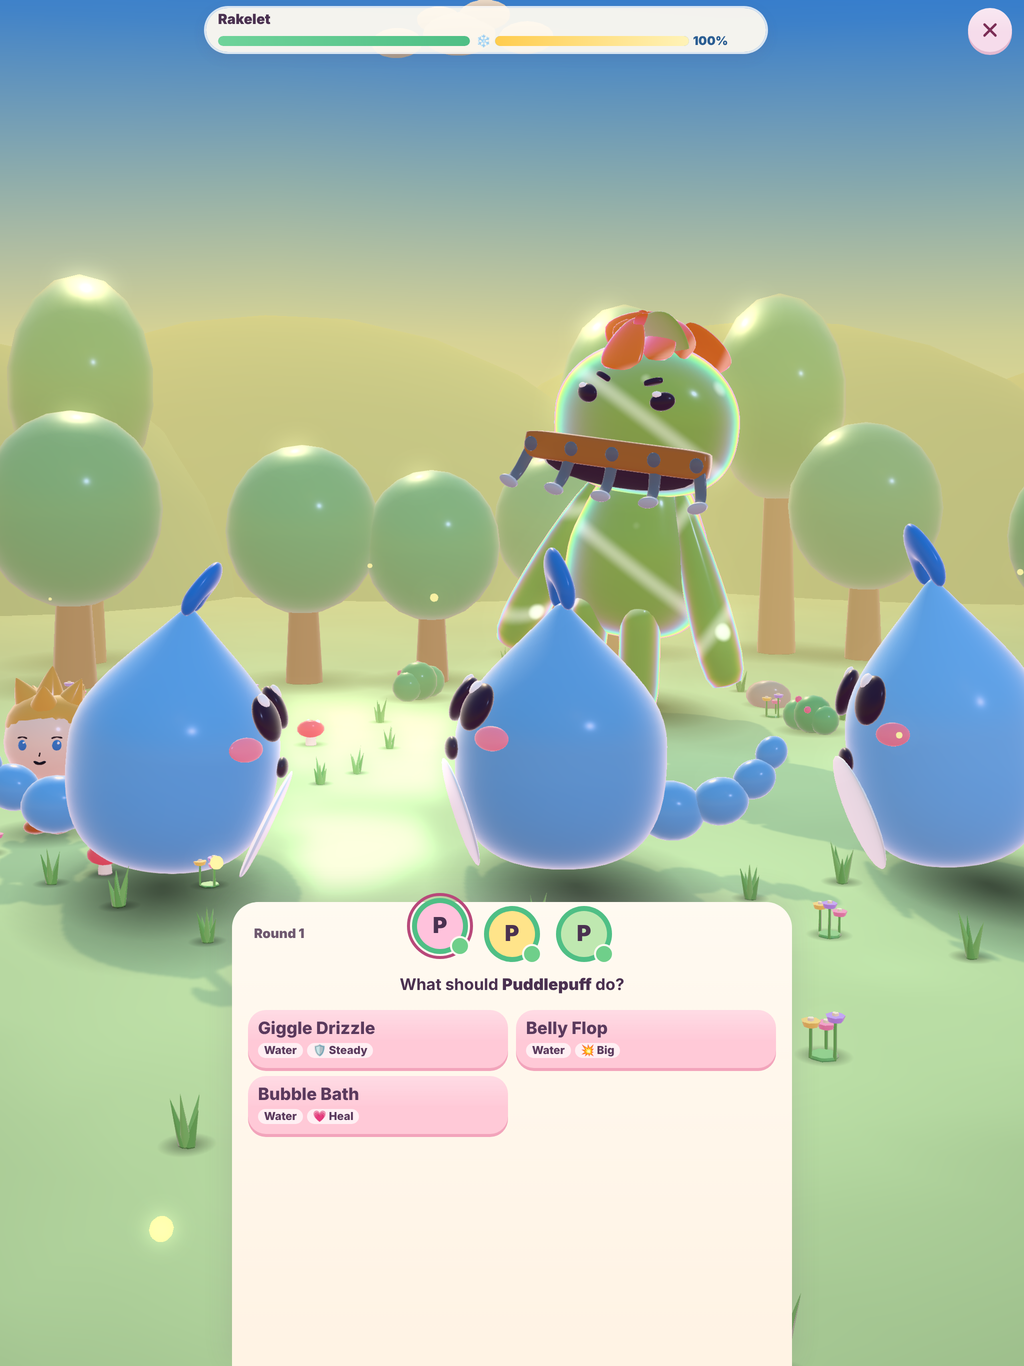 Rakelet
100%
Round 1
P
P
P
What should Puddlepuff do?
Giggle Drizzle
Water
Steady
Belly Flop
Water
Big
Bubble Bath
Water
Heal